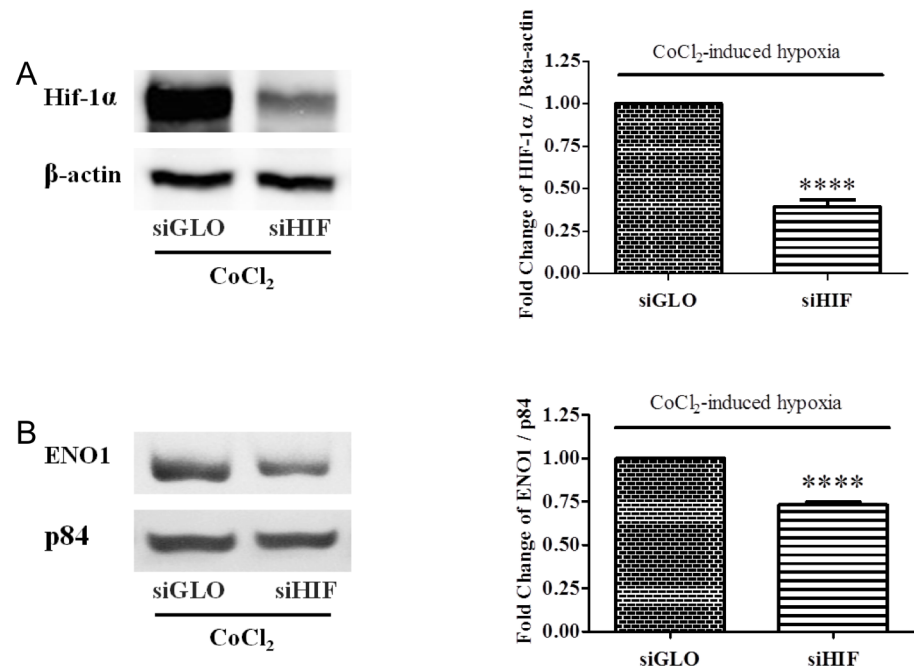 A
Hif-1α
β-actin
siGLO siHIF
CoCl₂
Fold Change of HIF-1α / Beta-actin
CoCl₂-induced hypoxia
1.25
1.00
0.75
0.50
0.25
0.00
****
siGLO siHIF
B
ENO1
p84
siGLO siHIF
CoCl₂
Fold Change of ENO1 / p84
CoCl₂-induced hypoxia
1.25
1.00
0.75
0.50
0.25
0.00
****
siGLO siHIF